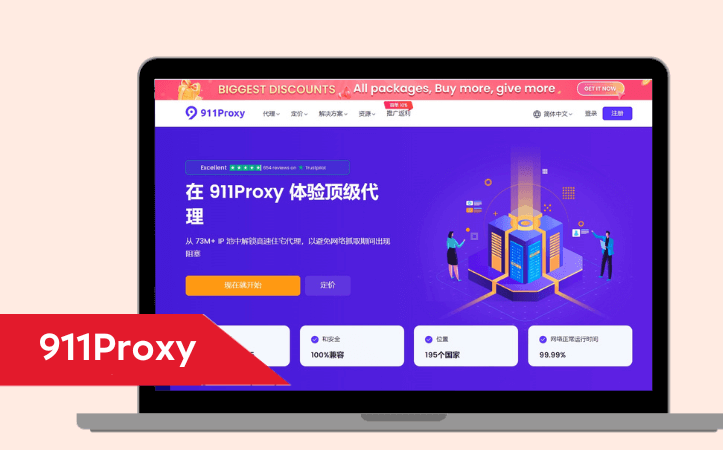 BIGGEST DISCOUNTS
All packages, Buy more, give more
GET IT NOW
911Proxy
代理
定价
解决方案
资源
推广返利
简体中文
登录
注册
Excellent
reviews on
Trustpilot
在 911Proxy 体验顶级代
理
从 73M+ IP 池中解锁高速住宅代理，以避免网络抓取期间出现
阻塞
现在就开始
定价
和安全
100%兼容
位置
195个国家
网络正常运行时间
99.99%
911Proxy